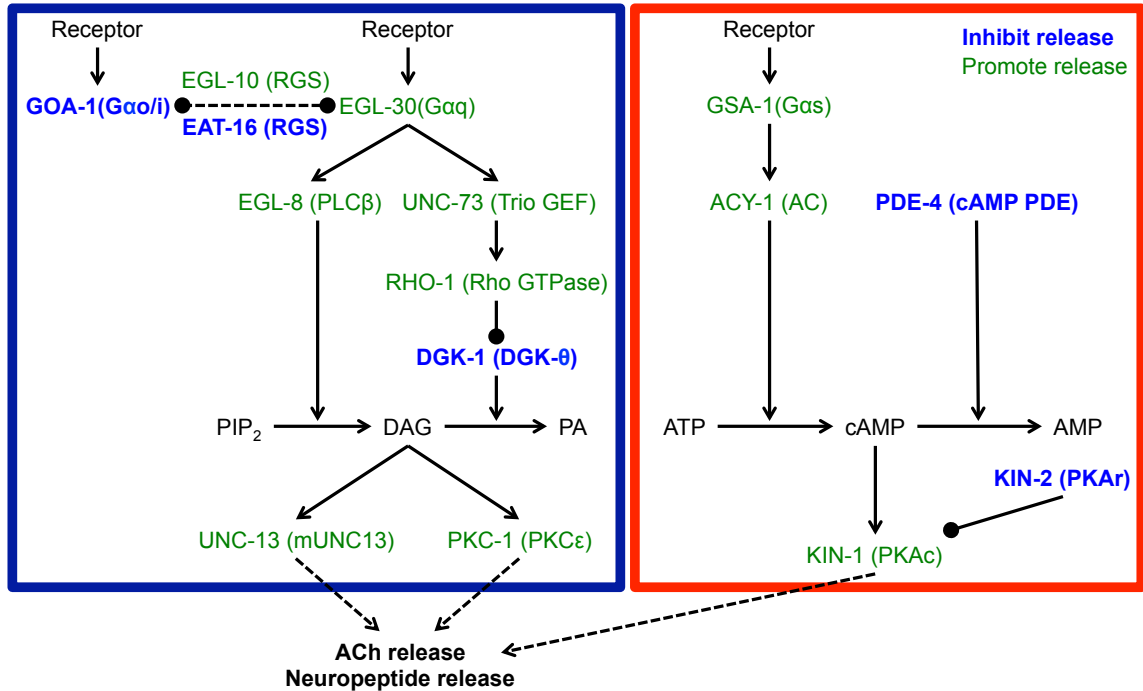 Receptor
Receptor
EGL-10 (RGS)
GOA-1(Gαo/i)
EGL-30(Gαq)
EAT-16 (RGS)
EGL-8 (PLCβ)
UNC-73 (Trio GEF)
RHO-1 (Rho GTPase)
DGK-1 (DGK-θ)
PIP2
DAG
PA
UNC-13 (mUNC13)
PKC-1 (PKCε)
Receptor
Inhibit release
Promote release
GSA-1(Gαs)
ACY-1 (AC)
PDE-4 (cAMP PDE)
ATP
cAMP
AMP
KIN-2 (PKAr)
KIN-1 (PKAc)
ACh release
Neuropeptide release